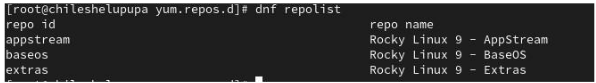 [root@chileshelupupa yum.repos.d]# dnf repolist
repo id repo name
appstream Rocky Linux 9 - AppStream
baseos Rocky Linux 9 - BaseOS
extras Rocky Linux 9 - Extras